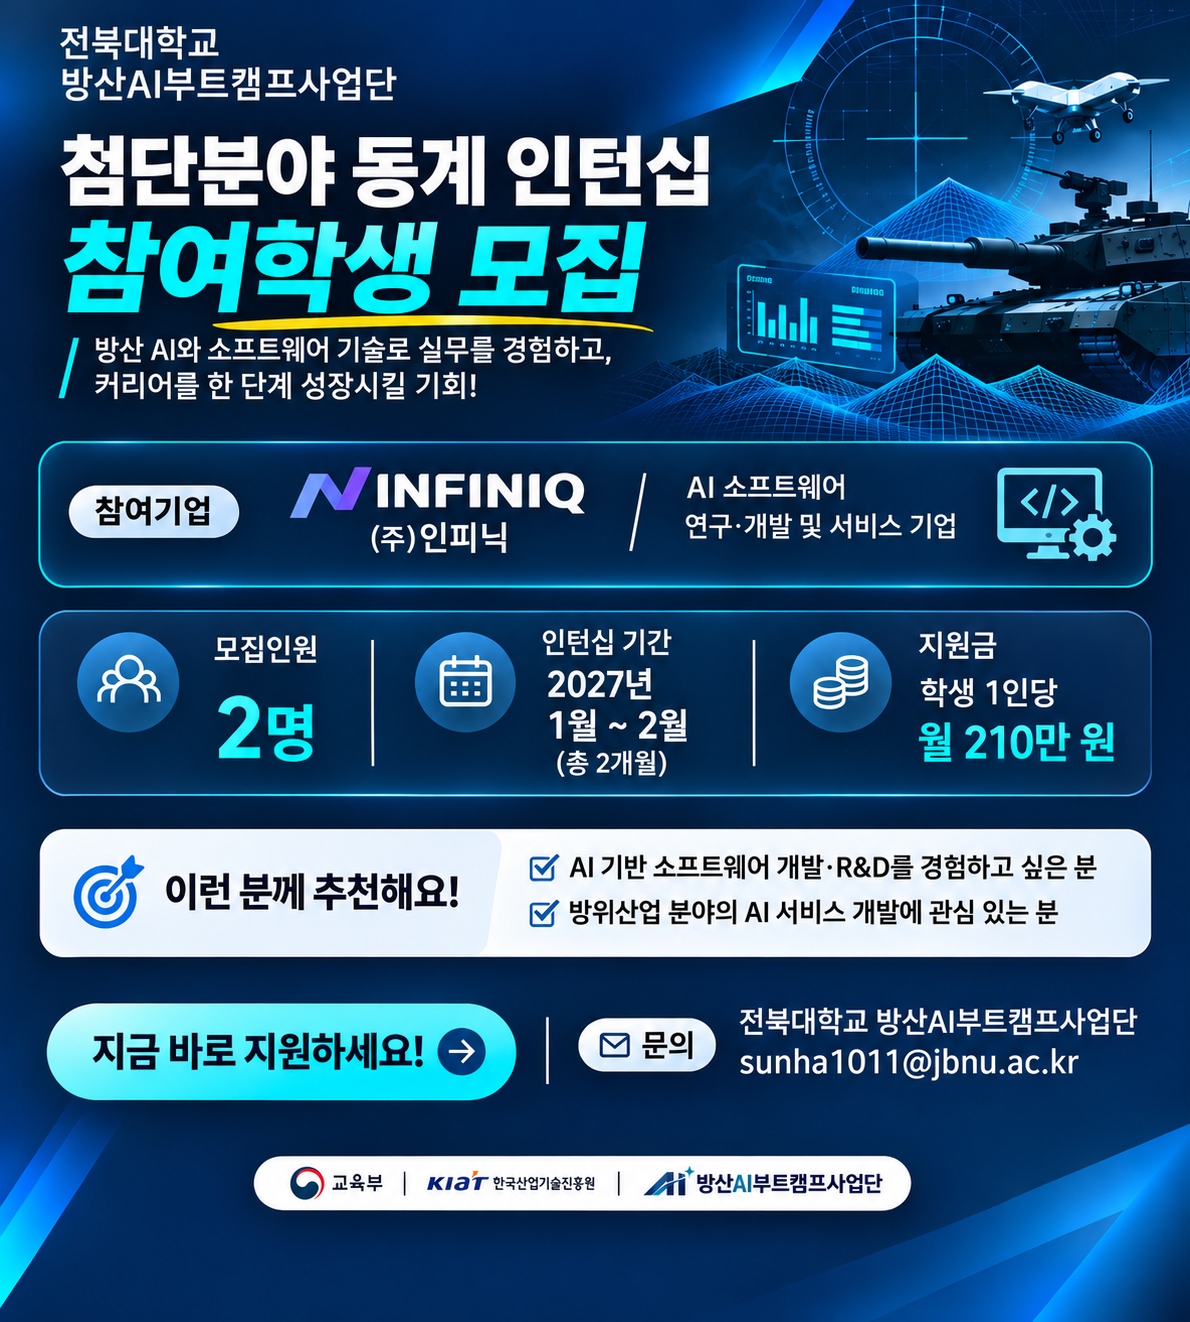 전북대학교
방산AI부트캠프사업단
첨단분야 동계 인턴십
참여학생 모집
방산 AI와 소프트웨어 기술로 실무를 경험하고,
커리어를 한 단계 성장시킬 기회!
참여기업
INFINIQ
(주)인피닉
AI 소프트웨어
연구·개발 및 서비스 기업
모집인원
2명
인턴십 기간
2027년
1월 ~ 2월
(총 2개월)
지원금
학생 1인당
월 210만 원
이런 분께 추천해요!
AI 기반 소프트웨어 개발·R&D를 경험하고 싶은 분
방위산업 분야의 AI 서비스 개발에 관심 있는 분
지금 바로 지원하세요!
문의
전북대학교 방산AI부트캠프사업단
sunha1011@jbnu.ac.kr
교육부
KIAT 한국산업기술진흥원
AI 방산AI부트캠프사업단